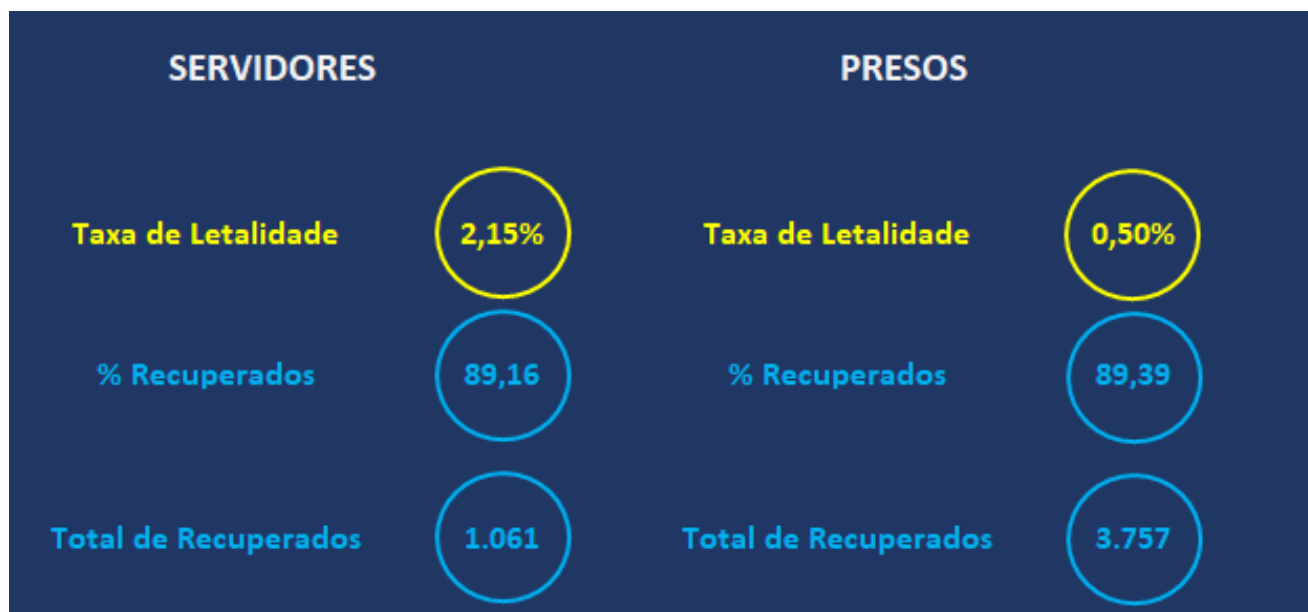 SERVIDORES
PRESOS
Taxa de Letalidade 2,15%
Taxa de Letalidade 0,50%
% Recuperados 89,16
% Recuperados 89,39
Total de Recuperados 1.061
Total de Recuperados 3.757